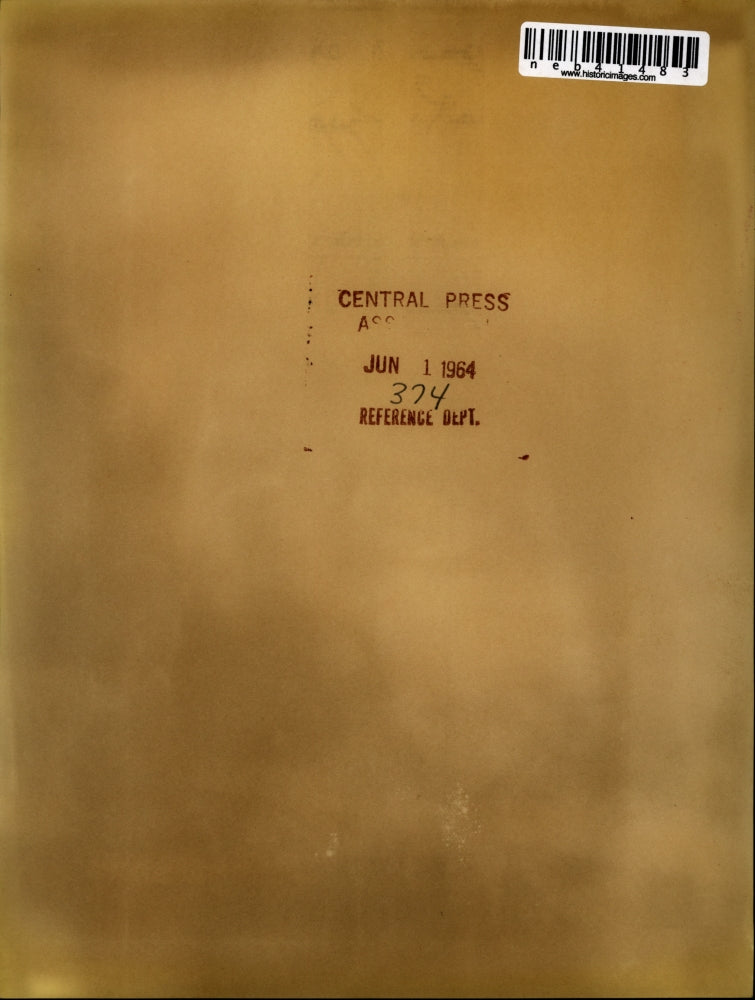 neb41483
www.historicimages.com
CENTRAL PRESS
JUN 1 1964
374
REFERENCE DEPT.